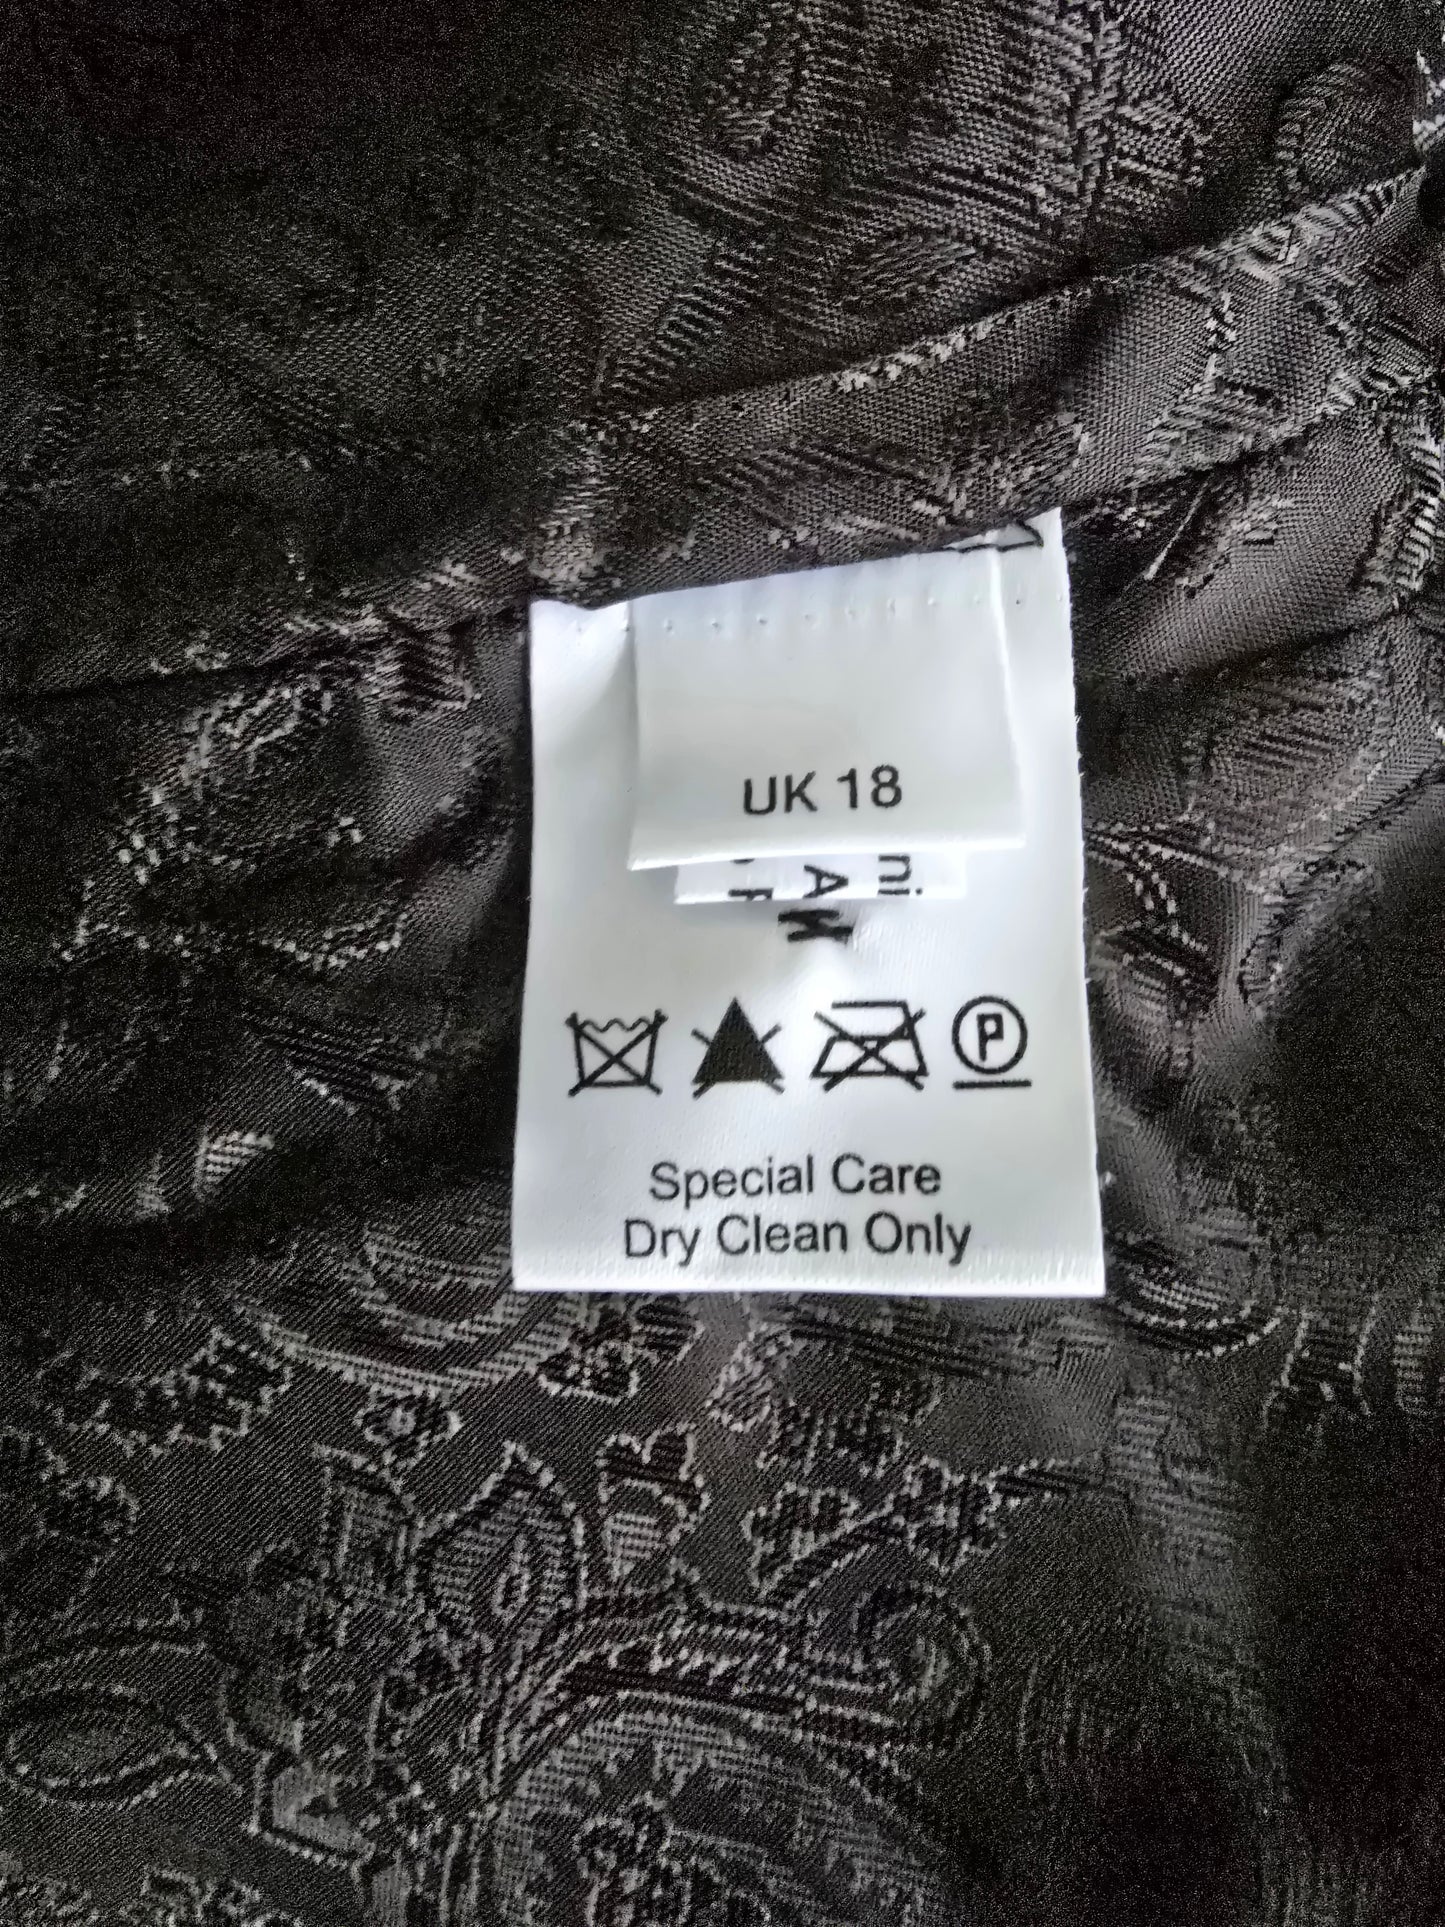 UK 18
P
Special Care
Dry Clean Only